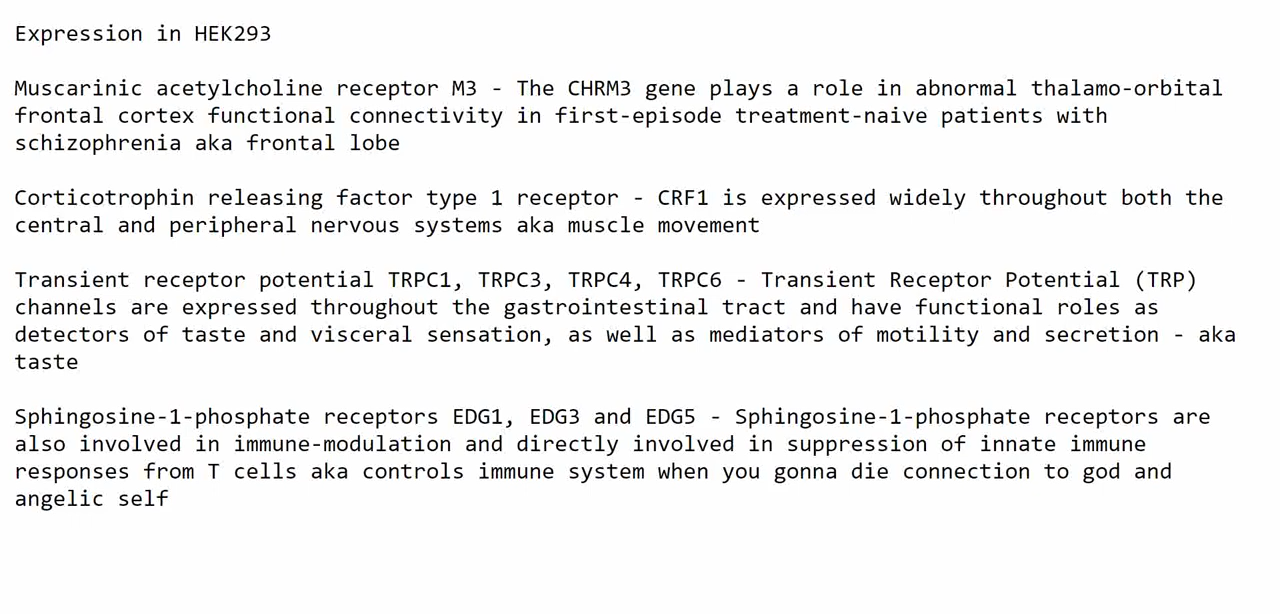 Expression in HEK293
Muscarinic acetylcholine receptor M3 - The CHRM3 gene plays a role in abnormal thalamo-orbital
frontal cortex functional connectivity in first-episode treatment-naive patients with
schizophrenia aka frontal lobe
Corticotrophin releasing factor type 1 receptor - CRF1 is expressed widely throughout both the
central and peripheral nervous systems aka muscle movement
Transient receptor potential TRPC1, TRPC3, TRPC4, TRPC6 - Transient Receptor Potential (TRP)
channels are expressed throughout the gastrointestinal tract and have functional roles as
detectors of taste and visceral sensation, as well as mediators of motility and secretion - aka
taste
Sphingosine-1-phosphate receptors EDG1, EDG3 and EDG5 - Sphingosine-1-phosphate receptors are
also involved in immune-modulation and directly involved in suppression of innate immune
responses from T cells aka controls immune system when you gonna die connection to god and
angelic self